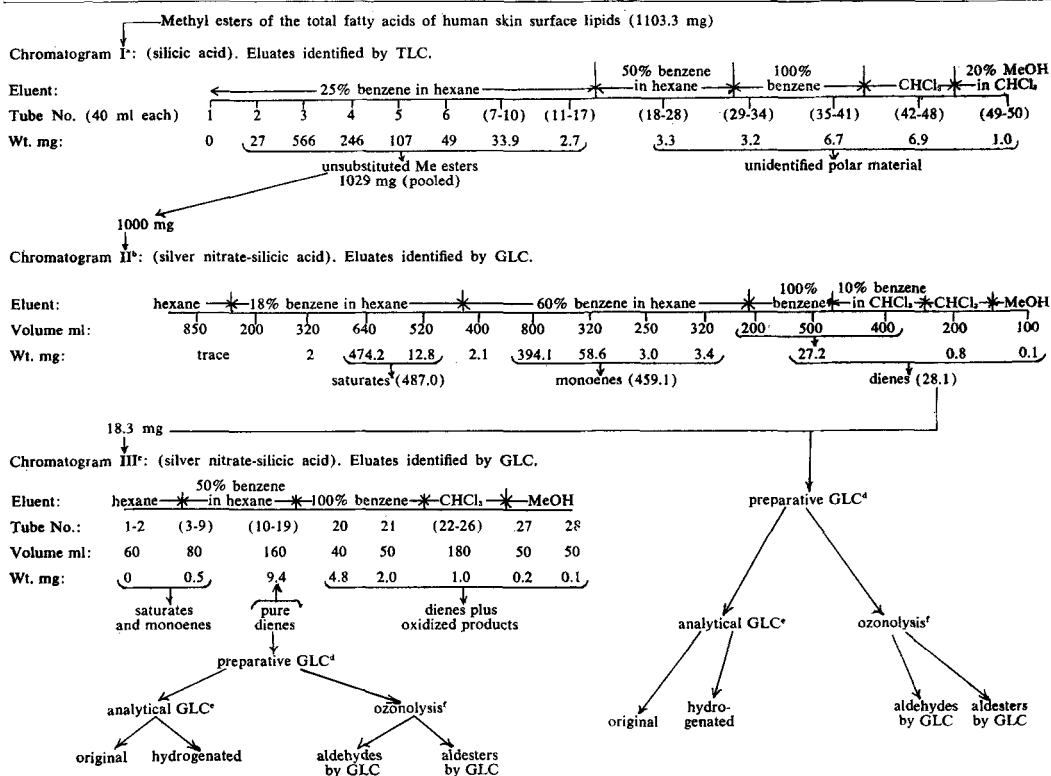 Methyl esters of the total fatty acids of human skin surface lipids (1103.3 mg)
Chromatogram Iᵃ: (silicic acid). Eluates identified by TLC.
Eluent: 25% benzene in hexane 50% benzene in hexane 100% benzene CHCl₃ 20% MeOH in CHCl₃
Tube No. (40 ml each) 1 2 3 4 5 6 (7-10) (11-17) (18-28) (29-34) (35-41) (42-48) (49-50)
Wt. mg: 0 27 566 246 107 49 33.9 2.7 3.3 3.2 6.7 6.9 1.0
unsubstituted Me esters
1029 mg (pooled)
unidentified polar material
1000 mg
Chromatogram IIᵇ: (silver nitrate-silicic acid). Eluates identified by GLC.
Eluent: hexane 18% benzene in hexane 60% benzene in hexane 100% benzene 10% benzene in CHCl₃ CHCl₃ MeOH
Volume ml: 850 200 320 640 520 400 800 320 250 320 200 500 400 200 100
Wt. mg: trace 2 474.2 12.8 2.1 394.1 58.6 3.0 3.4 27.2 0.8 0.1
saturates (487.0) monoenes (459.1) dienes (28.1)
18.3 mg
Chromatogram IIIᶜ: (silver nitrate-silicic acid). Eluates identified by GLC.
Eluent: hexane 50% benzene in hexane 100% benzene CHCl₃ MeOH
Tube No.: 1-2 (3-9) (10-19) 20 21 (22-26) 27 28
Volume ml: 60 80 160 40 50 180 50 50
Wt. mg: 0 0.5 9.4 4.8 2.0 1.0 0.2 0.1
saturates
and monoenes
pure
dienes
dienes plus
oxidized products
preparative GLCᵈ
analytical GLCᵉ ozonolysisᶠ
original hydrogenated aldehydes
by GLC
aldesters
by GLC
preparative GLCᵈ
analytical GLCᵉ ozonolysisᶠ
original hydro-
genated
aldehydes
by GLC
aldesters
by GLC